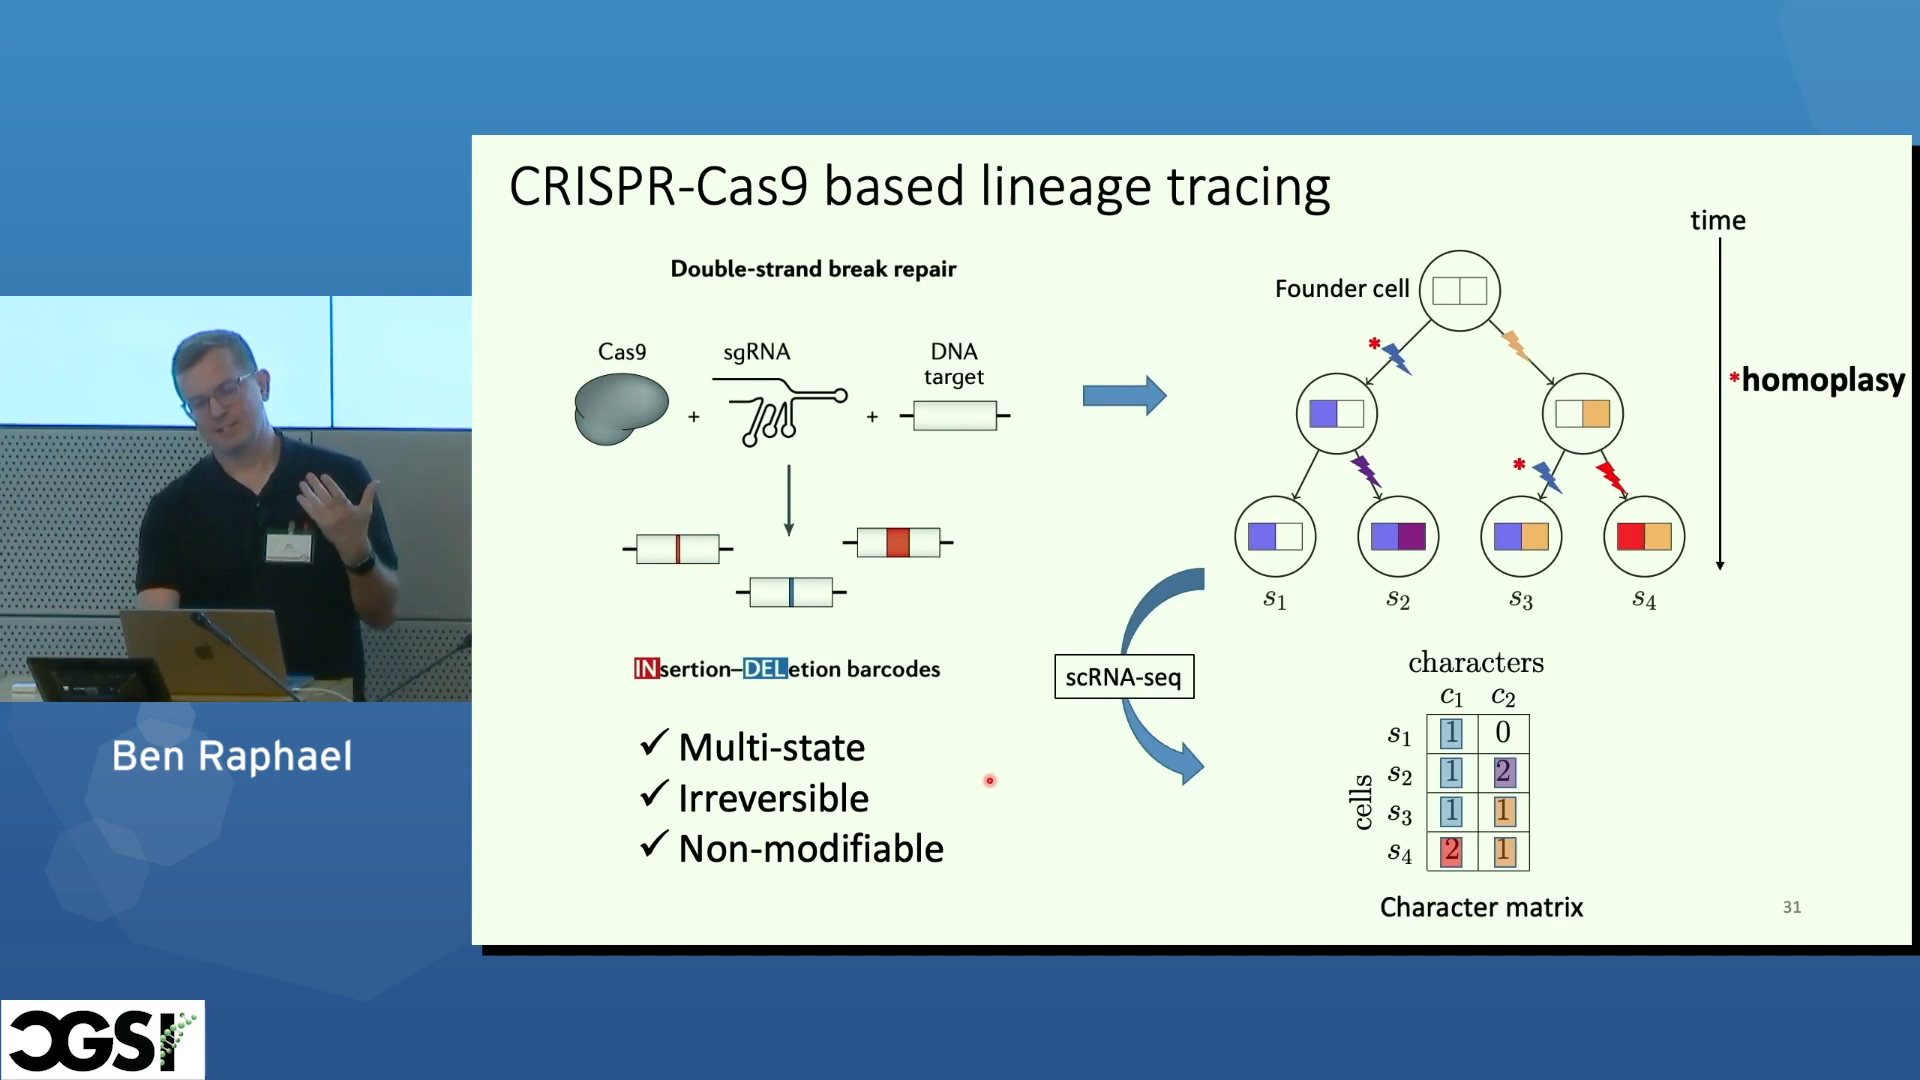 CRISPR-Cas9 based lineage tracing
time
Double-strand break repair
Founder cell
Cas9
sgRNA
DNA
target
+
+
*
*homoplasy
*
s1
s2
s3
s4
INsertion–DELetion barcodes
scRNA-seq
characters
c1 c2
cells
s1 1 0
s2 1 2
s3 1 1
s4 2 1
Character matrix
✓ Multi-state
✓ Irreversible
✓ Non-modifiable
31
Ben Raphael
CGSI